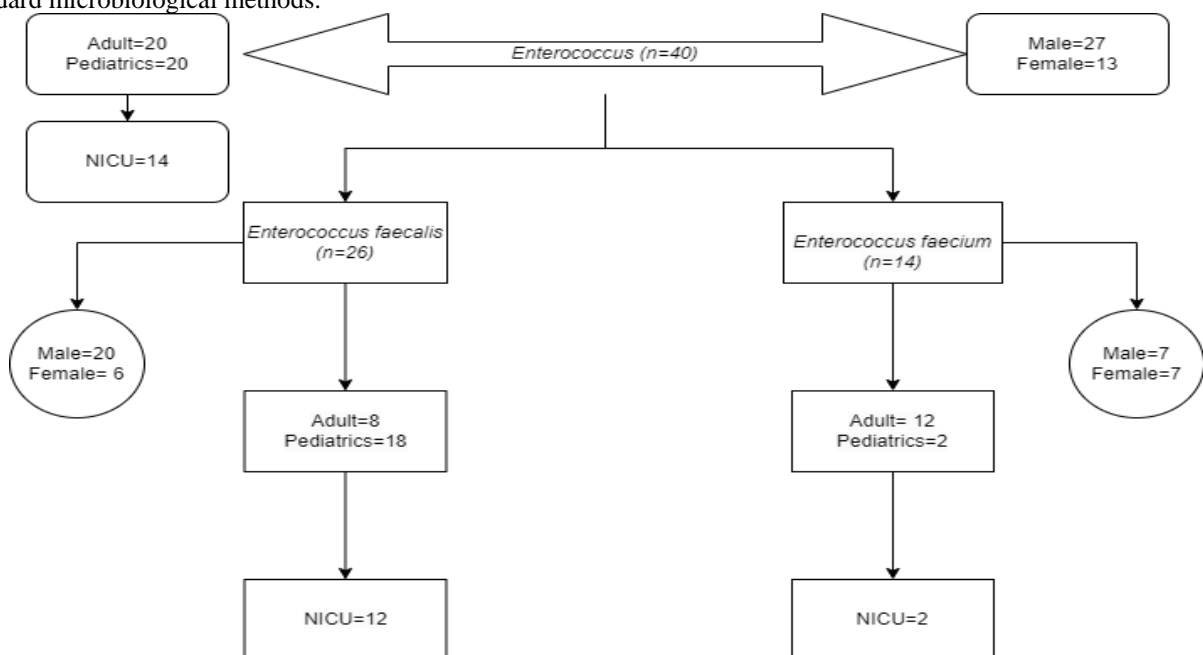 microbiological methods.
Adult=20
Pediatrics=20
Enterococcus (n=40)
Male=27
Female=13
NICU=14
Enterococcus faecalis
(n=26)
Enterococcus faecium
(n=14)
Male=20
Female= 6
Male=7
Female=7
Adult=8
Pediatrics=18
Adult= 12
Pediatrics=2
NICU=12
NICU=2